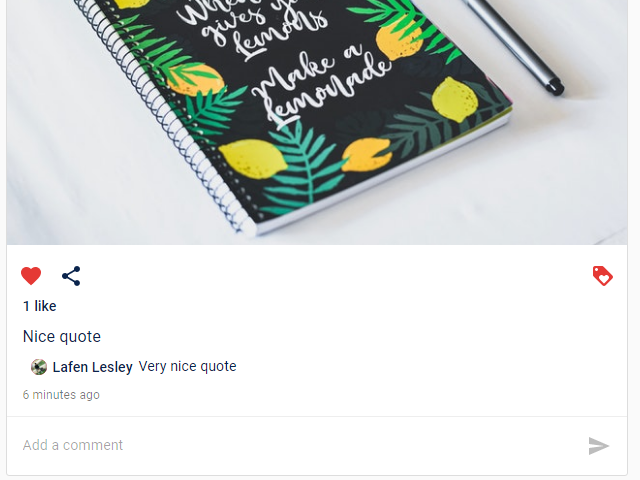 When
gives you
Lemons
Make a
Lemonade
1 like
Nice quote
Lafen Lesley Very nice quote
6 minutes ago
Add a comment